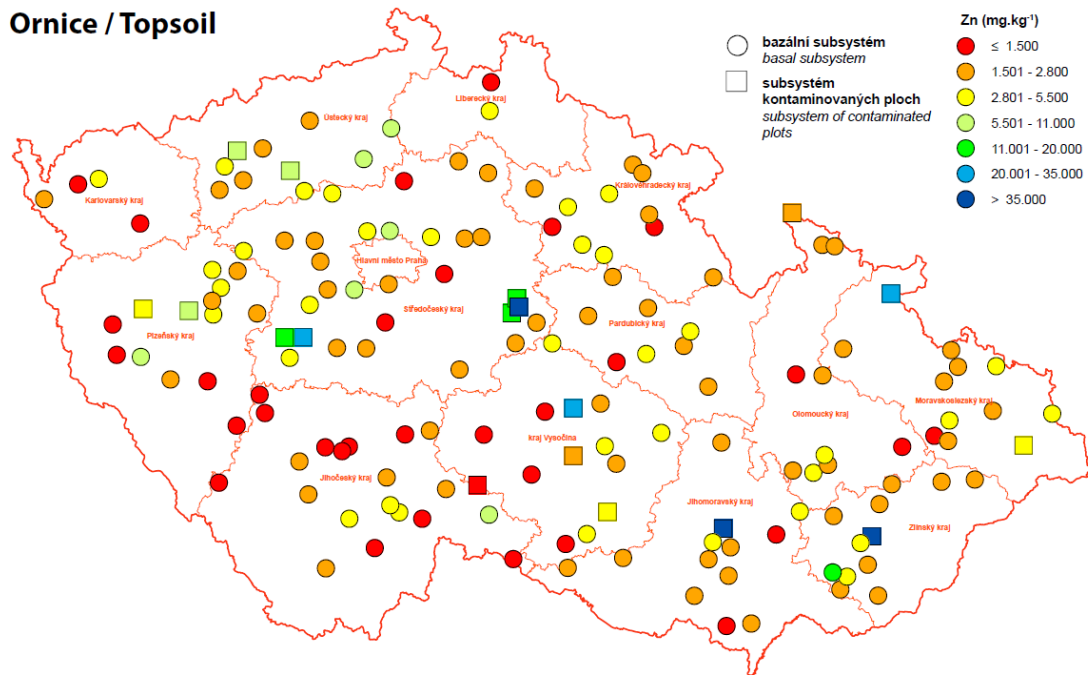 Ornice / Topsoil
Zn (mg.kg⁻¹)
bazální subsystém
basal subsystem
subsystém
kontaminovaných ploch
subsystem of contaminated
plots
≤ 1.500
1.501 - 2.800
2.801 - 5.500
5.501 - 11.000
11.001 - 20.000
20.001 - 35.000
> 35.000
Liberecký kraj
Ústecký kraj
Královéhradecký kraj
Karlovarský kraj
Hlavní město Praha
Středočeský kraj
Pardubický kraj
Plzeňský kraj
Moravskoslezský kraj
Olomoucký kraj
kraj Vysočina
Jihočeský kraj
Jihomoravský kraj
Zlínský kraj